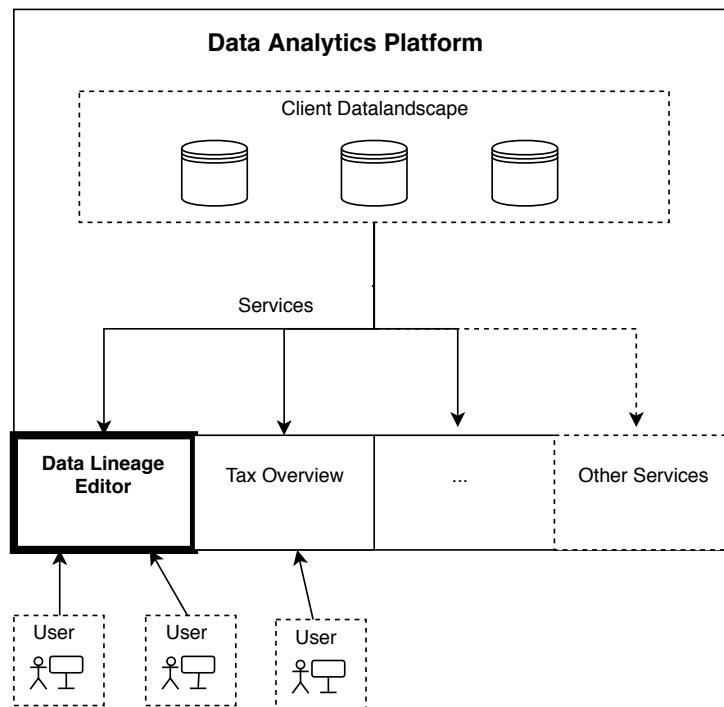 Data Analytics Platform
Client Datalandscape
Services
Data Lineage
Editor
Tax Overview
...
Other Services
User
User
User